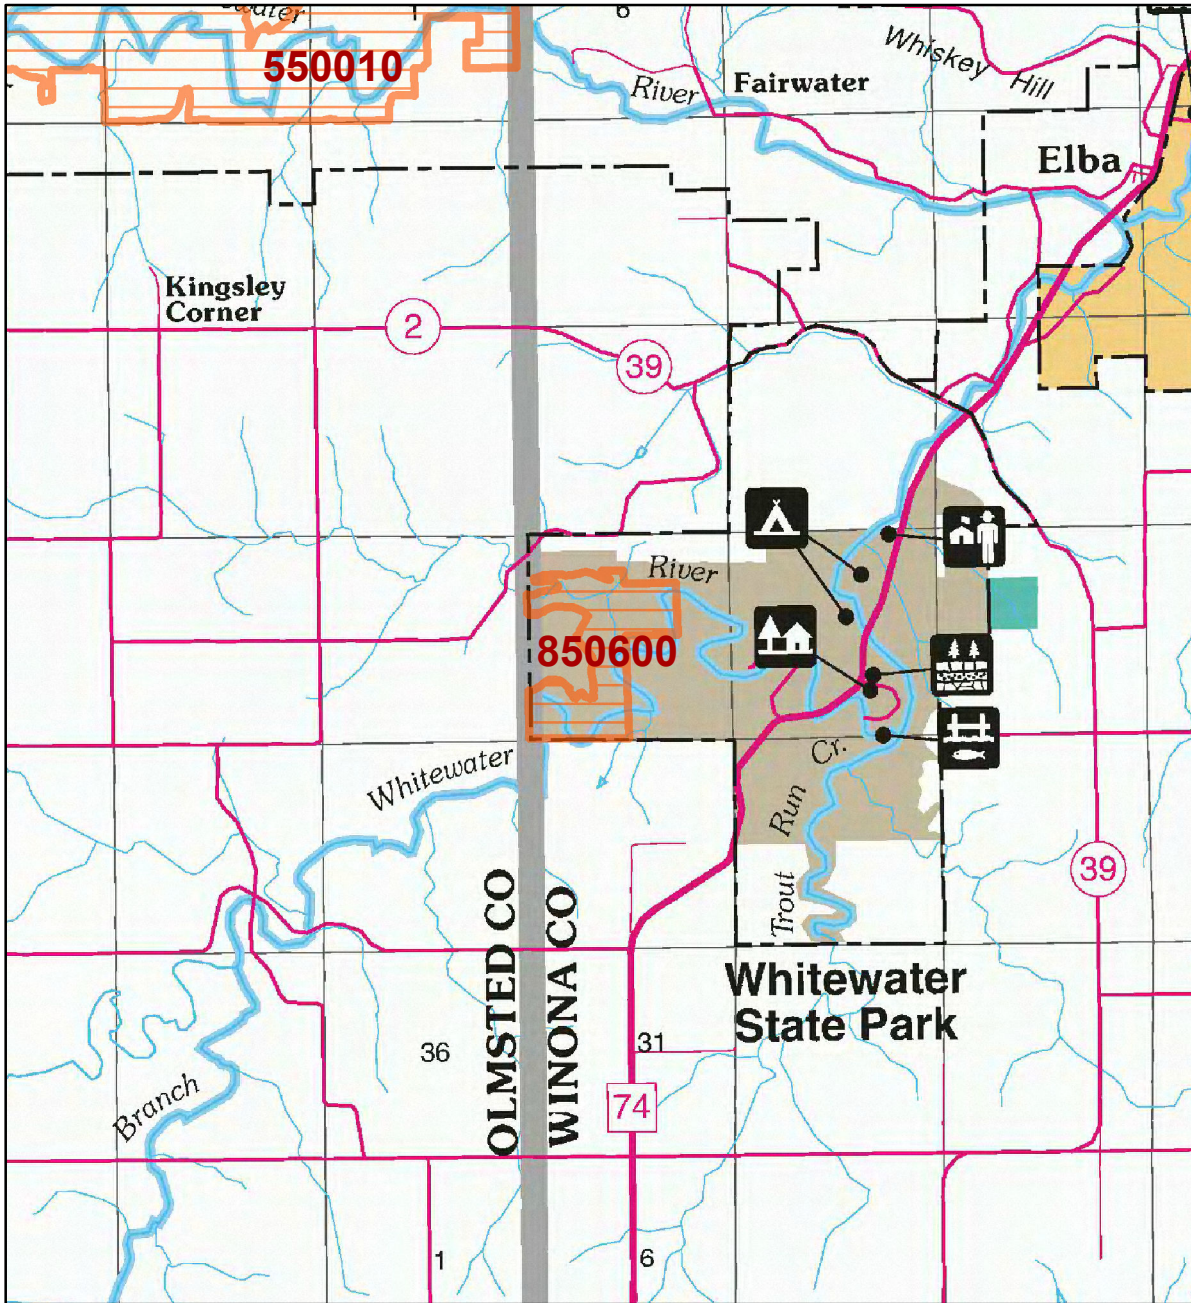 6
550010
River
Fairwater
Whiskey Hill
Elba
Kingsley
Corner
2
39
River
850600
Whitewater
Cr.
Run
Trout
39
OLMSTED CO
WINONA CO
Whitewater
State Park
36
31
Branch
74
1
6